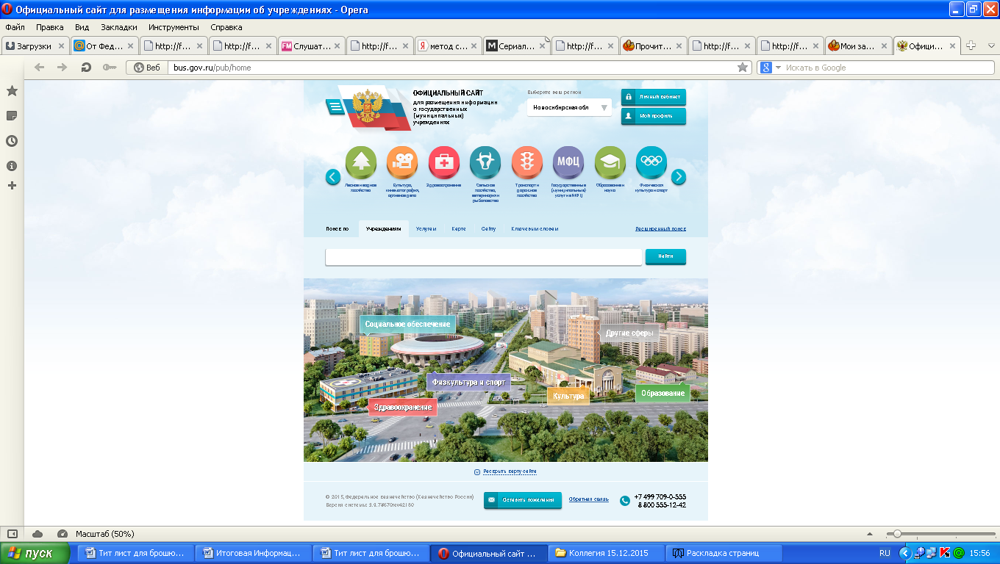 Официальный сайт для размещения информации об учреждениях - Opera
Файл Правка Вид Закладки Инструменты Справка
Загрузки
От Фед...
http://f...
http://f...
Слушат...
http://f...
метод с...
Сериал...
http://f...
Прочит...
http://f...
http://f...
Мои за...
Офици...
Веб
bus.gov.ru/pub/home
Искать в Google
ОФИЦИАЛЬНЫЙ САЙТ
для размещения информации
о государственных
(муниципальных)
учреждениях
Выберите ваш регион
Новосибирская обл
Личный кабинет
Мой профиль
МФЦ
Лесное и водное
хозяйство
Культура,
кинематография,
архивное дело
Здравоохранение
Сельское
хозяйство,
ветеринария и
рыболовство
Транспорт и
дорожное
хозяйство
Государственные
(муниципальные)
услуги в МФЦ
Образование и
наука
Физическая
культура и спорт
Поиск по
Учреждениям
Услугам
Карте
Сайту
Ключевым словам
Расширенный поиск
Найти
Социальное обеспечение
Другие сферы
Физкультура и спорт
Культура
Образование
Здравоохранение
Раскрыть карту сайта
© 2015, Федеральное казначейство (Казначейство России)
Версия системы:
Оставить пожелания
Обратная связь
+7 499 709-0-555
8 800 555-12-42
Масштаб (50%)
пуск
Тит лист для брошю...
Итоговая Информац...
Тит лист для брошю...
Официальный сайт ...
Коллегия 15.12.2015
Раскладка страниц
RU
15:56